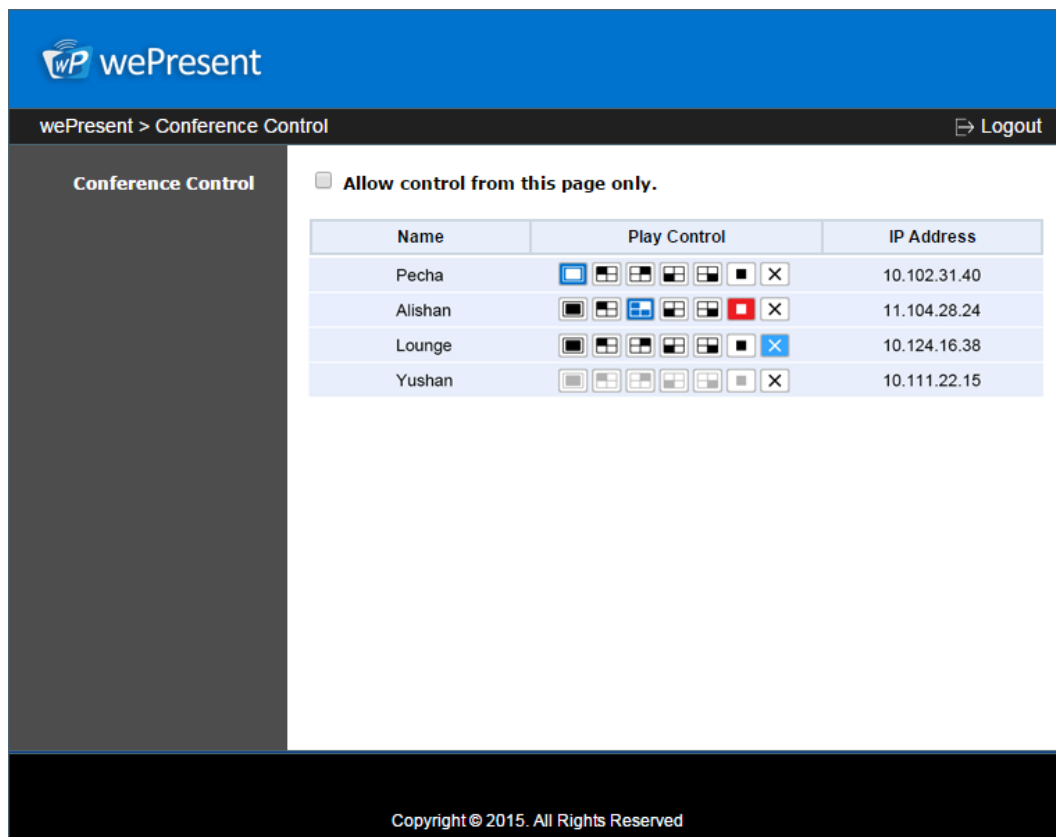 wP wePresent
wePresent > Conference Control Logout
Conference Control Allow control from this page only.
Name Play Control IP Address
Pecha 10.102.31.40
Alishan 11.104.28.24
Lounge 10.124.16.38
Yushan 10.111.22.15
Copyright © 2015. All Rights Reserved